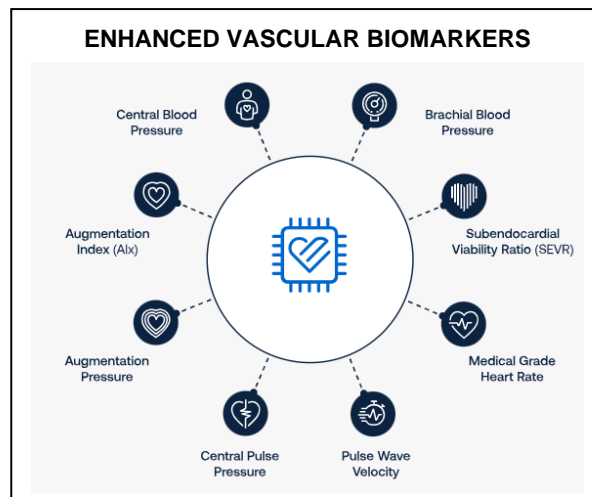 ENHANCED VASCULAR BIOMARKERS
Central Blood
Pressure
Brachial Blood
Pressure
Augmentation
Index (AIx)
Subendocardial
Viability Ratio (SEVR)
Augmentation
Pressure
Medical Grade
Heart Rate
Central Pulse
Pressure
Pulse Wave
Velocity